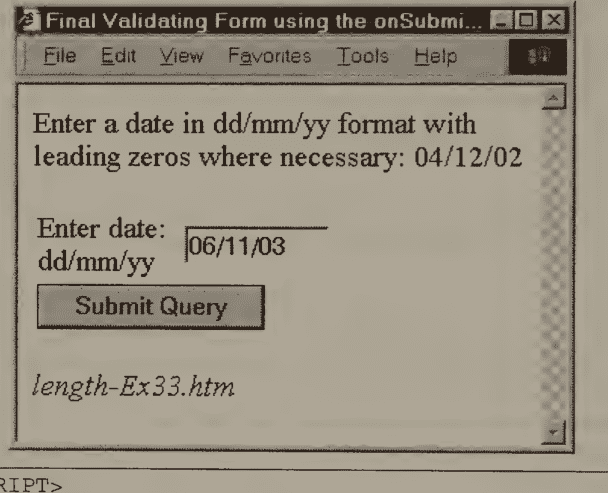 Final Validating Form using the onSubmi...
File Edit View Favorites Tools Help
Enter a date in dd/mm/yy format with
leading zeros where necessary: 04/12/02
Enter date:
dd/mm/yy
06/11/03
Submit Query
length-Ex33.htm
RIPT>